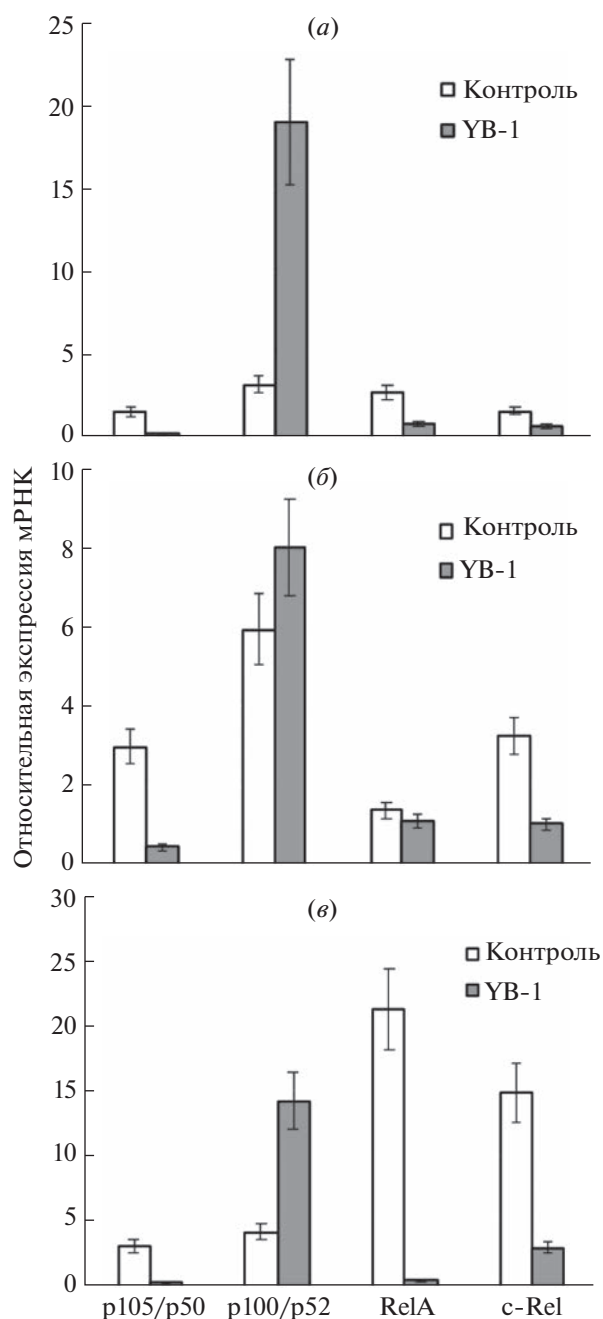 (а)
25
20
15
10
5
0
Контроль
YB-1
(б)
10
8
6
4
2
0
Контроль
YB-1
(в)
30
25
20
15
10
5
0
Контроль
YB-1
Относительная экспрессия мРНК
p105/p50 p100/p52 RelA c-Rel